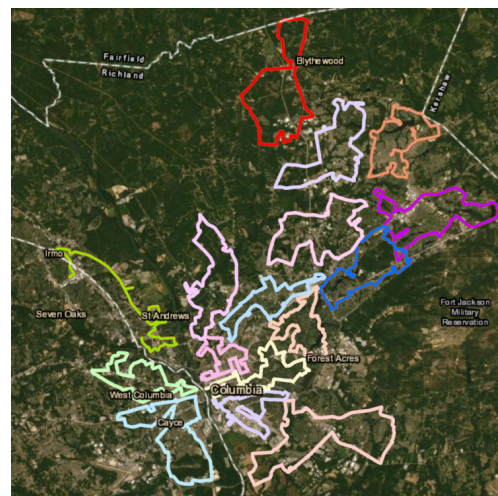 Fairfield
Richland
Blythewood
Kershaw
Irmo
Seven Oaks
St Andrews
Fort Jackson
Military
Reservation
Forest Acres
West Columbia
Columbia
Cayce